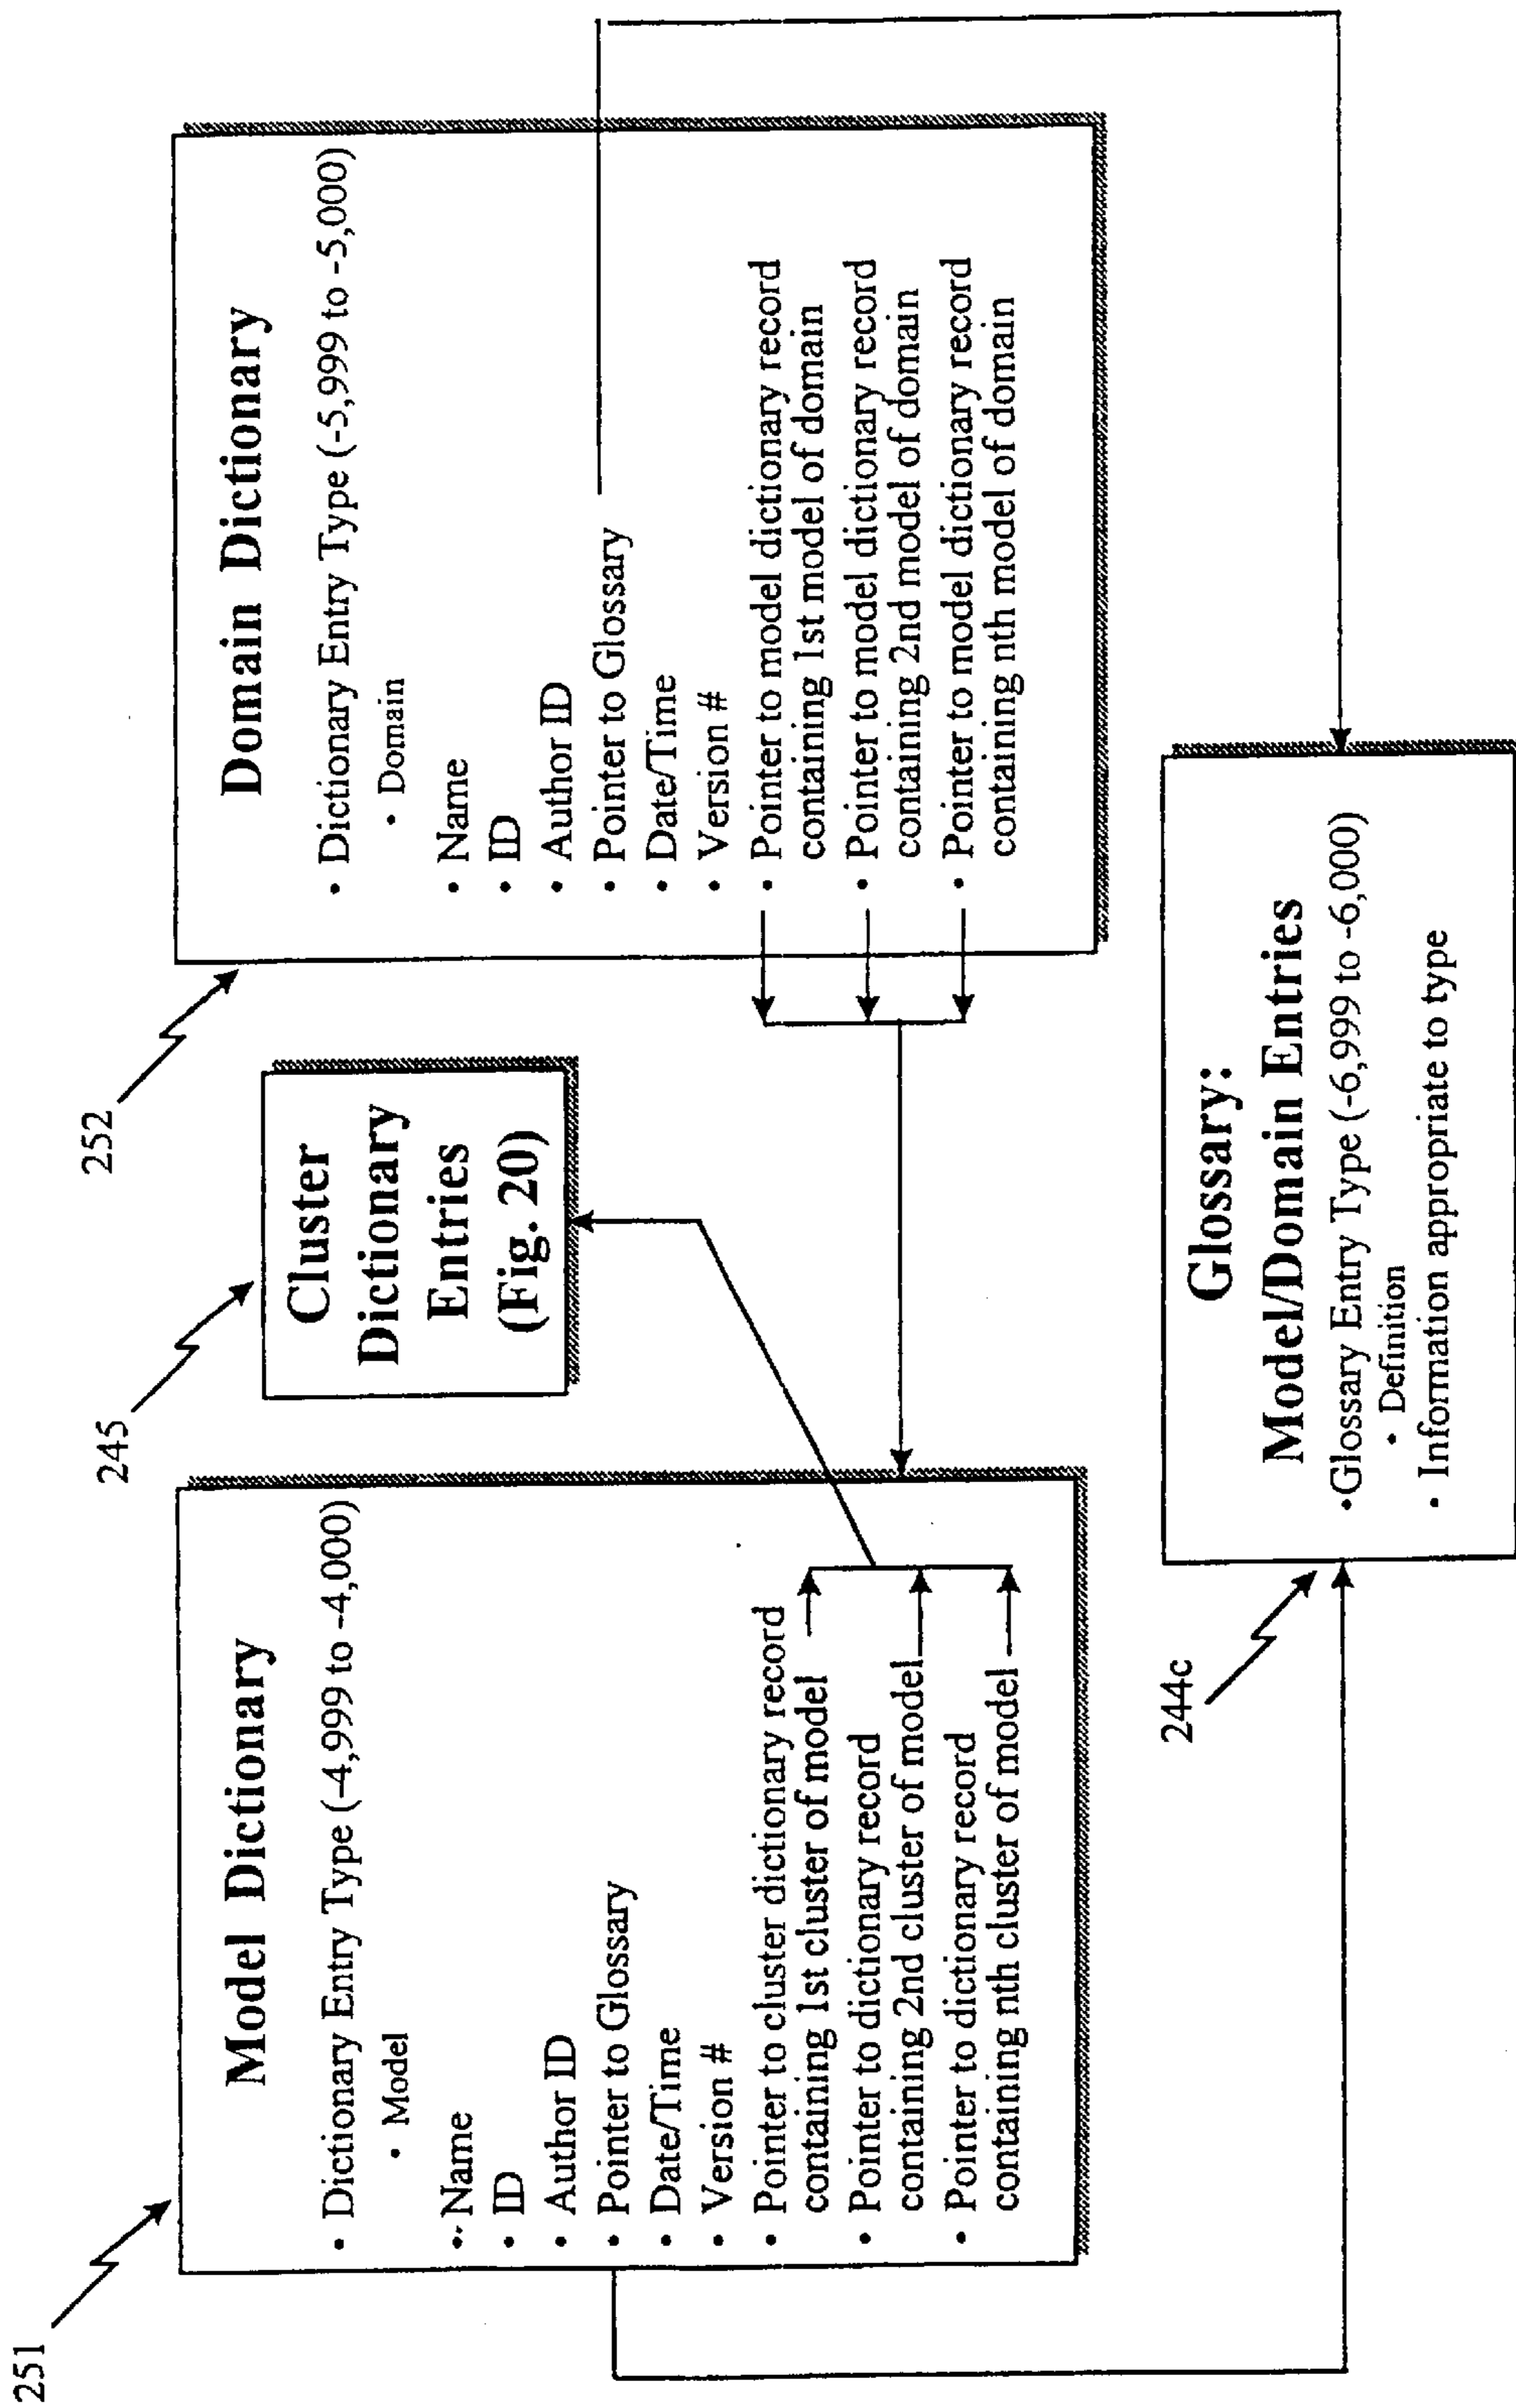 251
Model Dictionary
• Dictionary Entry Type (-4,999 to -4,000)
• Model
• Name
• ID
• Author ID
• Pointer to Glossary
• Date/Time
• Version #
• Pointer to cluster dictionary record
containing 1st cluster of model
• Pointer to dictionary record
containing 2nd cluster of model
• Pointer to dictionary record
containing nth cluster of model
245
Cluster
Dictionary
Entries
(Fig. 20)
252
Domain Dictionary
• Dictionary Entry Type (-5,999 to -5,000)
• Domain
• Name
• ID
• Author ID
• Pointer to Glossary
• Date/Time
• Version #
• Pointer to model dictionary record
containing 1st model of domain
• Pointer to model dictionary record
containing 2nd model of domain
• Pointer to model dictionary record
containing nth model of domain
244c
Glossary:
Model/Domain Entries
•Glossary Entry Type (-6,999 to -6,000)
• Definition
• Information appropriate to type